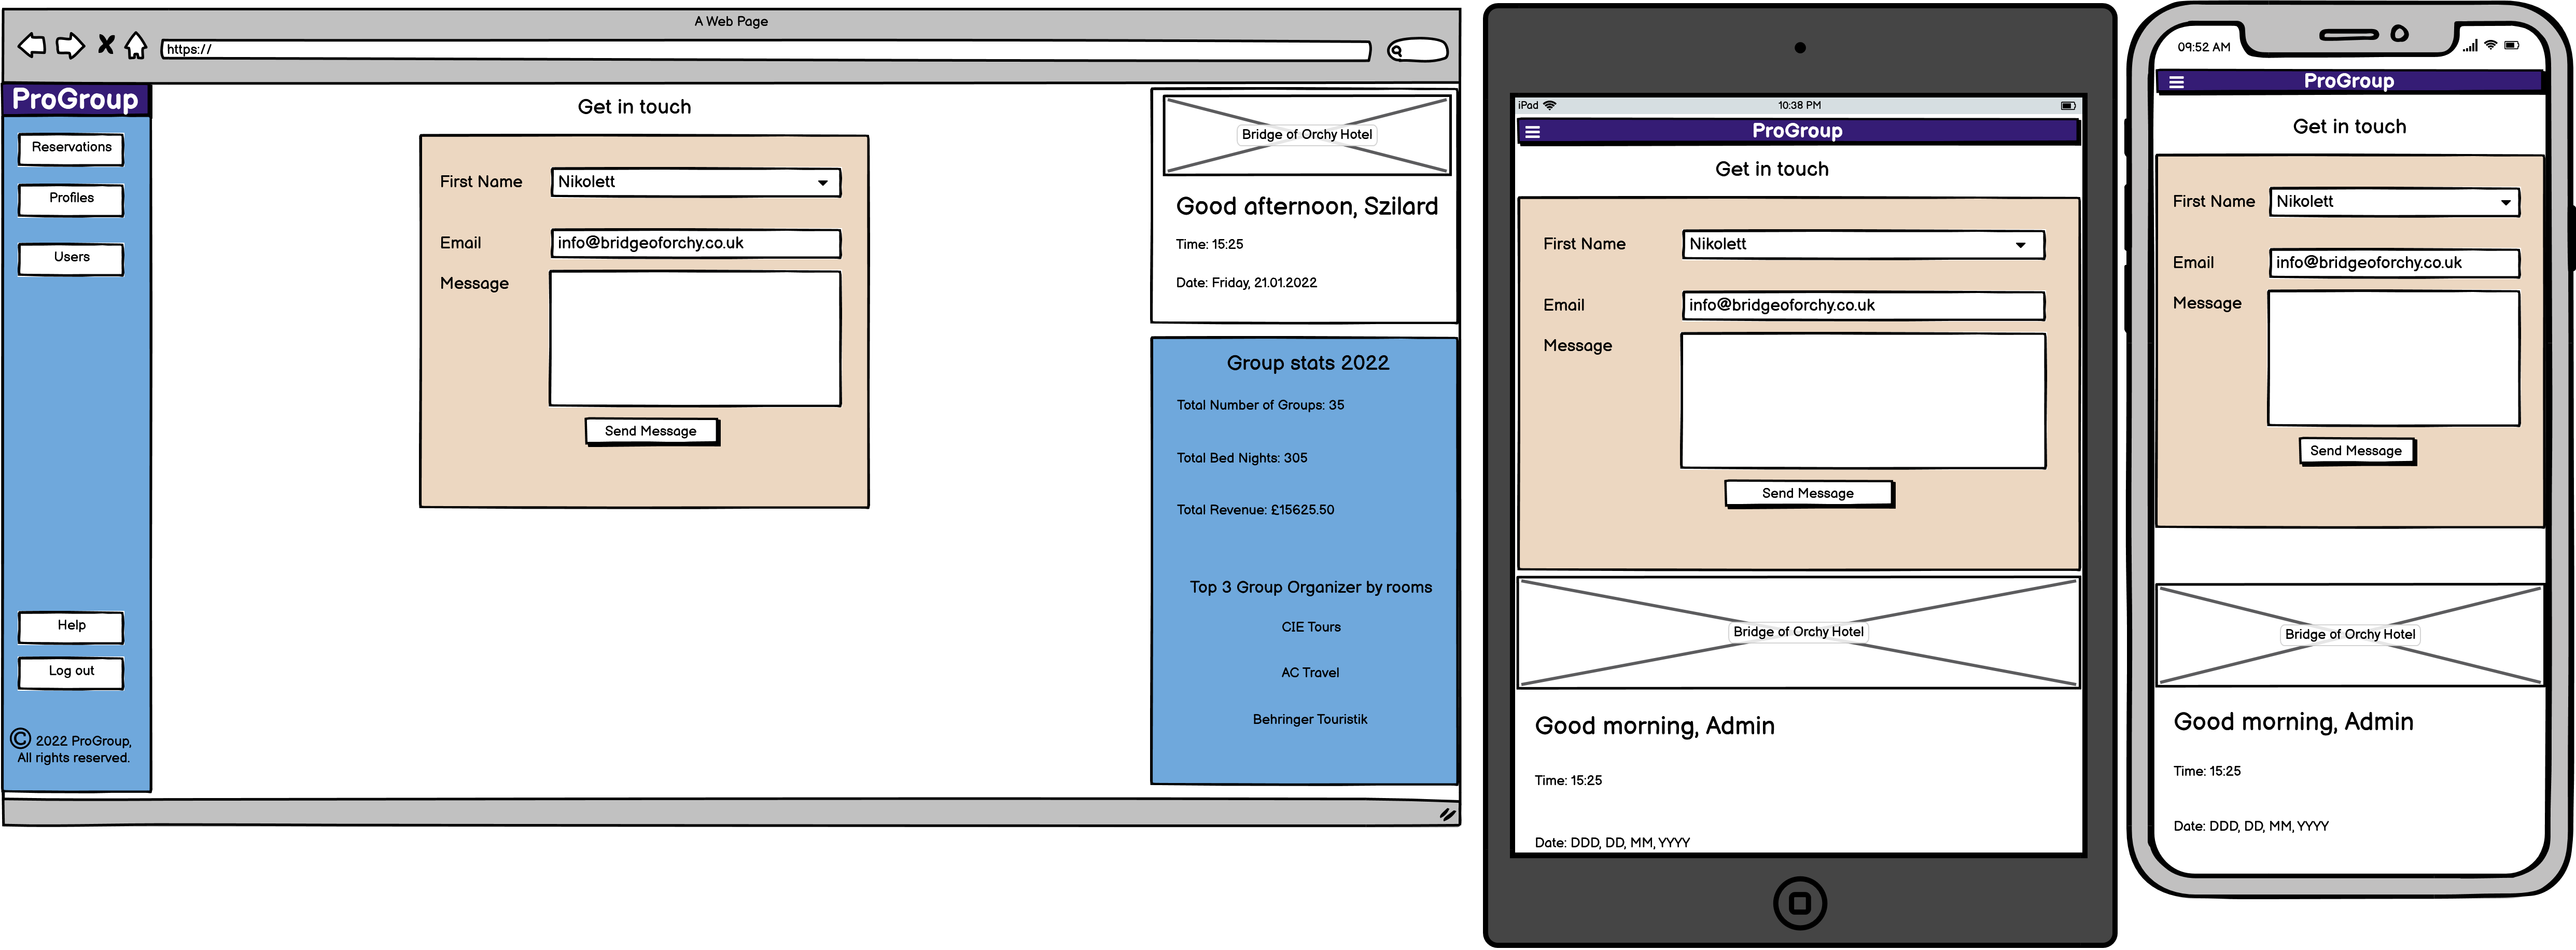 A Web Page
https://
ProGroup
Reservations
Profiles
Users
Help
Log out
© 2022 ProGroup,
All rights reserved.
Get in touch
First Name
Nikolett
Email
info@bridgeoforchy.co.uk
Message
Send Message
Bridge of Orchy Hotel
Good afternoon, Szilard
Time: 15:25
Date: Friday, 21.01.2022
Group stats 2022
Total Number of Groups: 35
Total Bed Nights: 305
Total Revenue: £15625.50
Top 3 Group Organizer by rooms
CIE Tours
AC Travel
Behringer Touristik
iPad
10:38 PM
ProGroup
Get in touch
First Name
Nikolett
Email
info@bridgeoforchy.co.uk
Message
Send Message
Bridge of Orchy Hotel
Good morning, Admin
Time: 15:25
Date: DDD, DD, MM, YYYY
09:52 AM
ProGroup
Get in touch
First Name
Nikolett
Email
info@bridgeoforchy.co.uk
Message
Send Message
Bridge of Orchy Hotel
Good morning, Admin
Time: 15:25
Date: DDD, DD, MM, YYYY